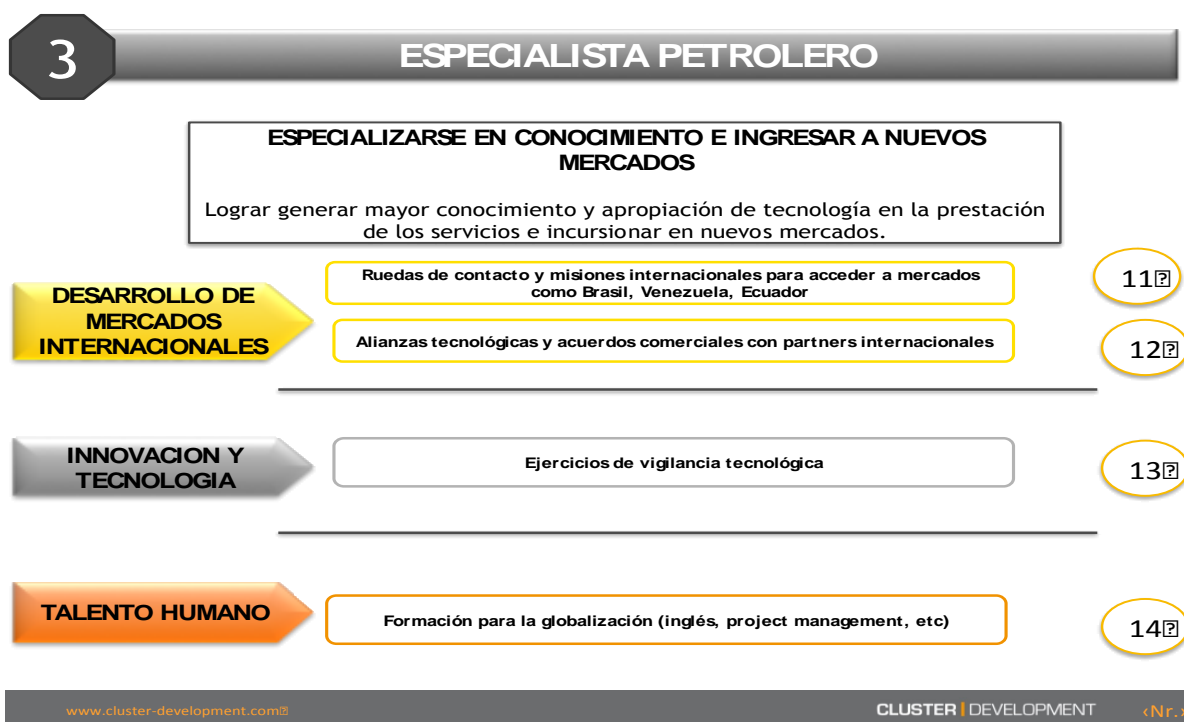 3
ESPECIALISTA PETROLERO
ESPECIALIZARSE EN CONOCIMIENTO E INGRESAR A NUEVOS
MERCADOS
Lograr generar mayor conocimiento y apropiación de tecnología en la prestación
de los servicios e incursionar en nuevos mercados.
DESARROLLO DE
MERCADOS
INTERNACIONALES
Ruedas de contacto y misiones internacionales para acceder a mercados
como Brasil, Venezuela, Ecuador
11
Alianzas tecnológicas y acuerdos comerciales con partners internacionales
12
INNOVACION Y
TECNOLOGIA
Ejercicios de vigilancia tecnológica
13
TALENTO HUMANO
Formación para la globalización (inglés, project management, etc)
14
www.cluster-development.com
CLUSTER | DEVELOPMENT
‹Nr.›